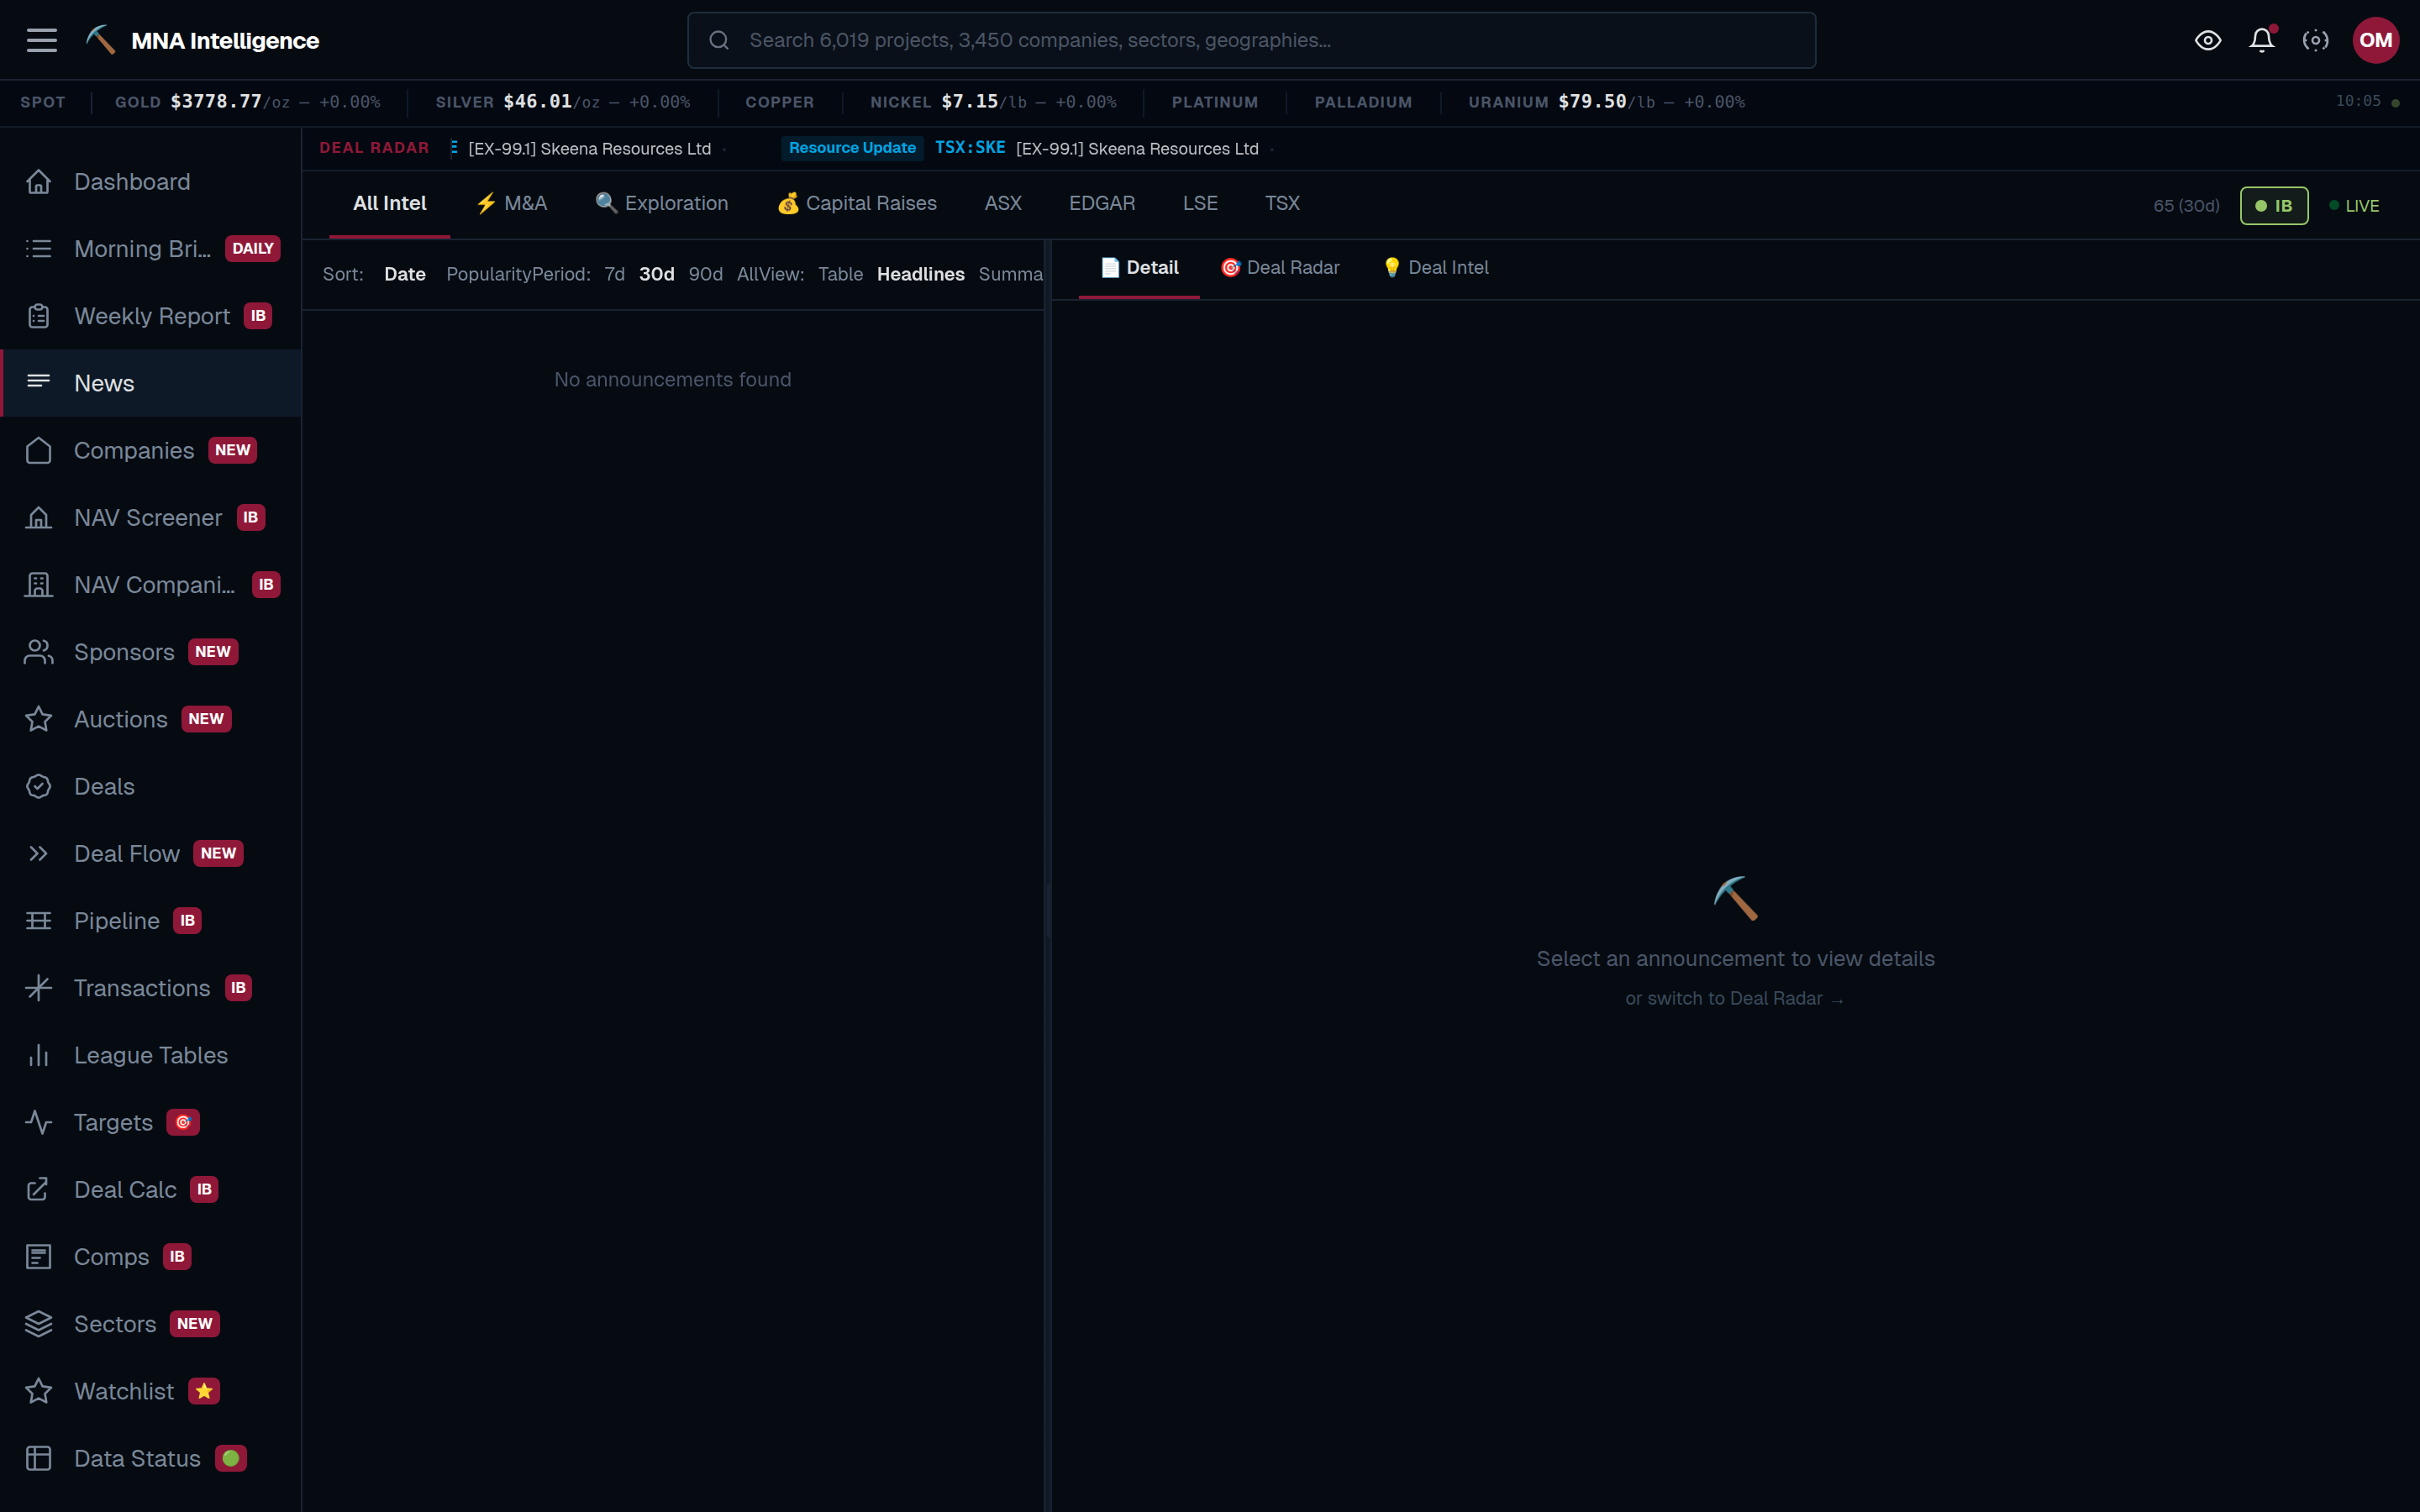 MNA Intelligence
Search 6,019 projects, 3,450 companies, sectors, geographies...
OM
SPOT GOLD $3778.77/oz — +0.00% SILVER $46.01/oz — +0.00% COPPER NICKEL $7.15/lb — +0.00% PLATINUM PALLADIUM URANIUM $79.50/lb — +0.00% 10:05
Dashboard
Morning Bri... DAILY
Weekly Report IB
News
Companies NEW
NAV Screener IB
NAV Compani... IB
Sponsors NEW
Auctions NEW
Deals
Deal Flow NEW
Pipeline IB
Transactions IB
League Tables
Targets
Deal Calc IB
Comps IB
Sectors NEW
Watchlist
Data Status
DEAL RADAR [EX-99.1] Skeena Resources Ltd · Resource Update TSX:SKE [EX-99.1] Skeena Resources Ltd ·
All Intel ⚡ M&A 🔍 Exploration 💰 Capital Raises ASX EDGAR LSE TSX 65 (30d) IB LIVE
Sort: Date PopularityPeriod: 7d 30d 90d AllView: Table Headlines Summa
No announcements found
📄 Detail 🎯 Deal Radar 💡 Deal Intel
Select an announcement to view details
or switch to Deal Radar →